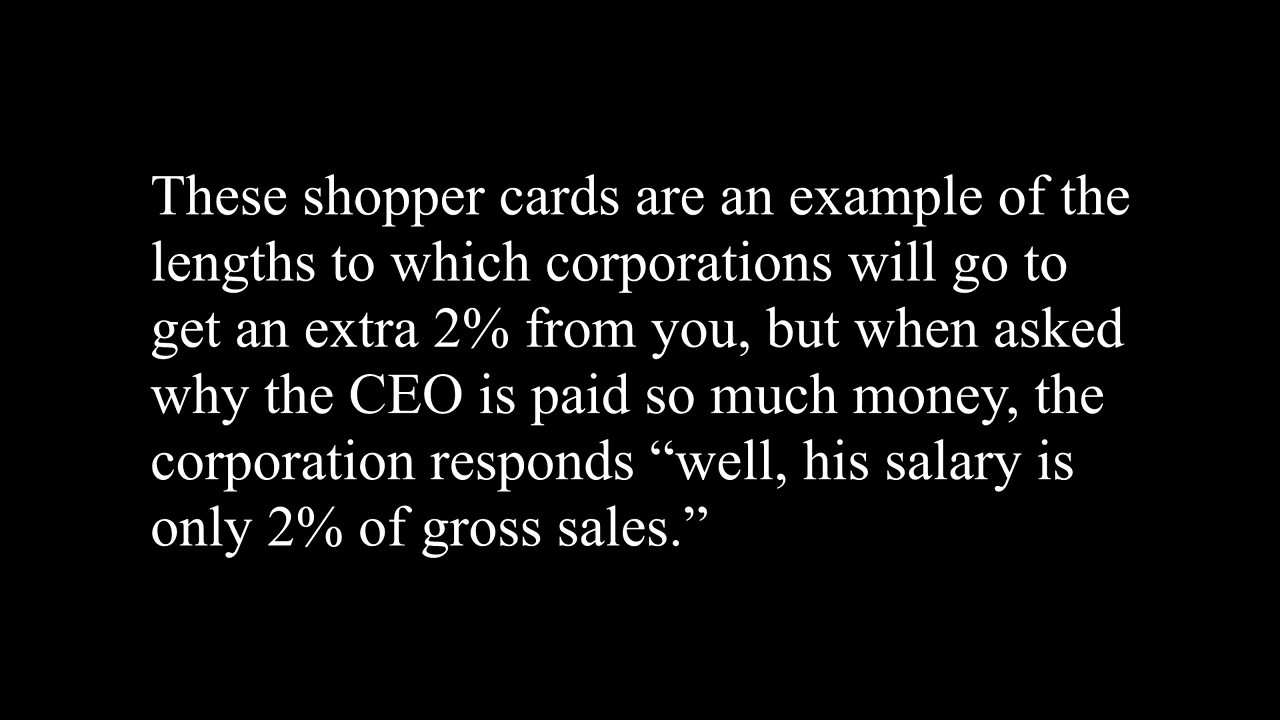 These shopper cards are an example of the
lengths to which corporations will go to
get an extra 2% from you, but when asked
why the CEO is paid so much money, the
corporation responds “well, his salary is
only 2% of gross sales.”